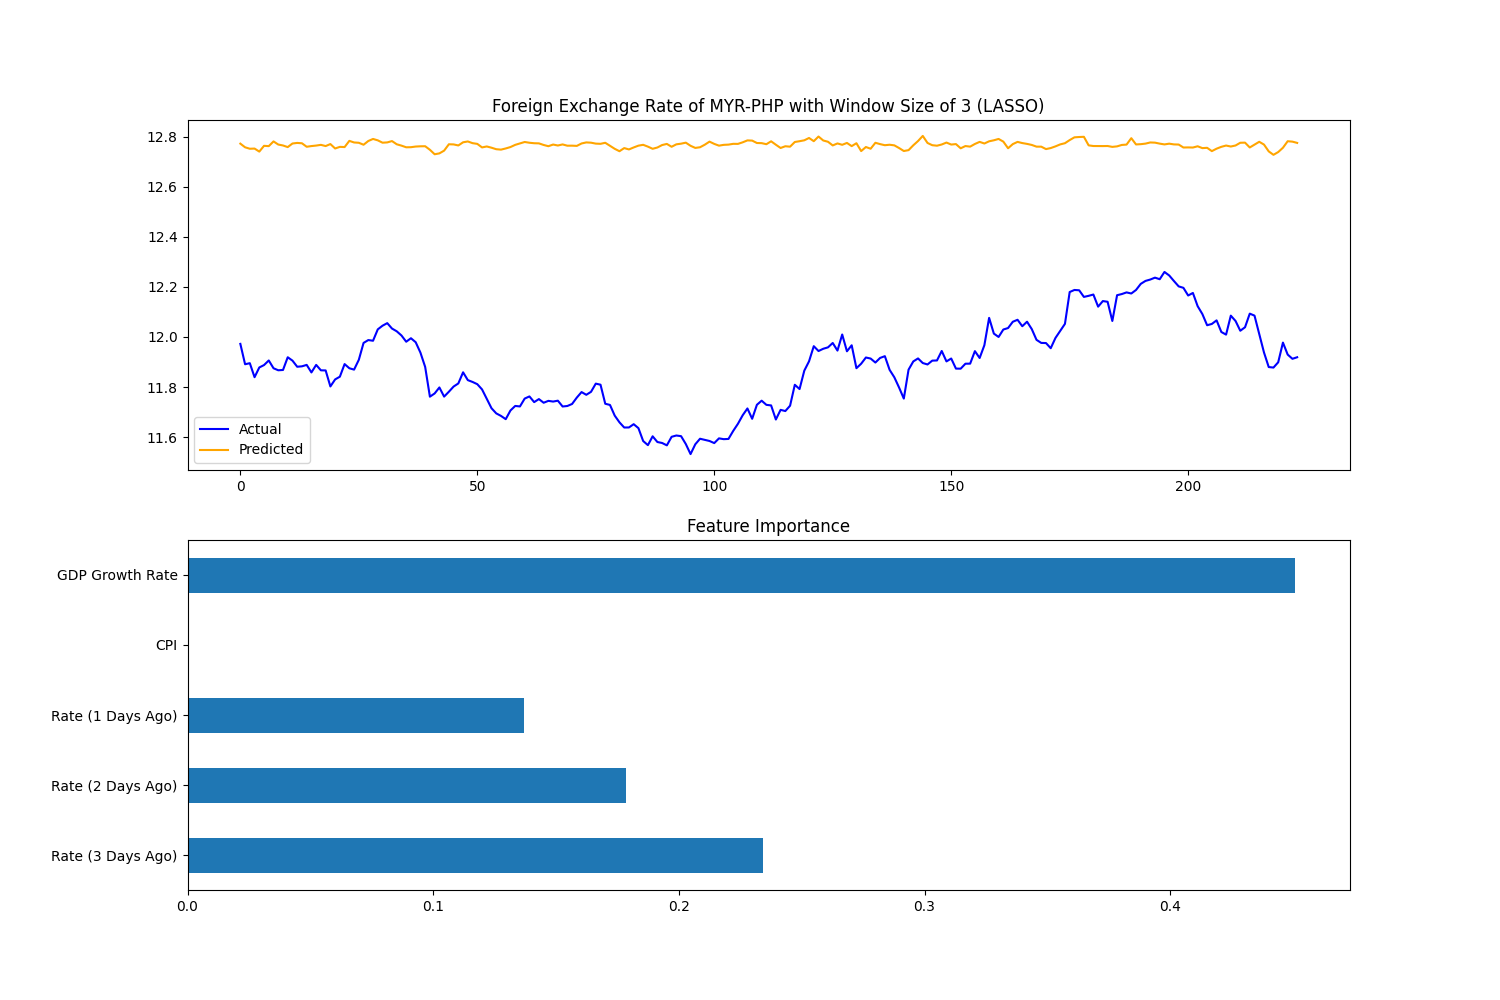 Foreign Exchange Rate of MYR-PHP with Window Size of 3 (LASSO)
12.8
12.6
12.4
12.2
12.0
11.8
11.6
Actual
Predicted
0
50
100
150
200
Feature Importance
GDP Growth Rate
CPI
Rate (1 Days Ago)
Rate (2 Days Ago)
Rate (3 Days Ago)
0.0
0.1
0.2
0.3
0.4